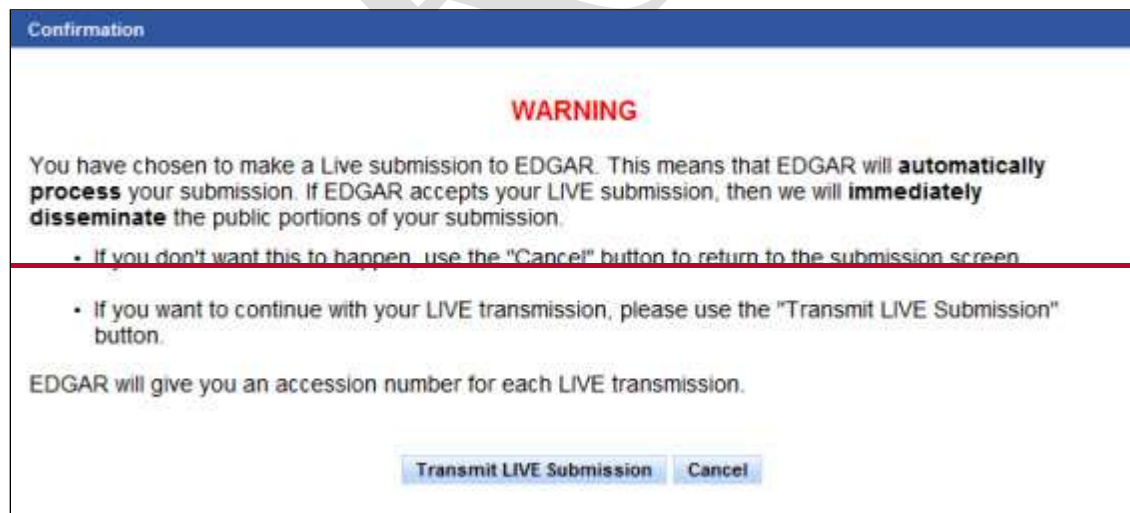 Confirmation
WARNING
You have chosen to make a Live submission to EDGAR. This means that EDGAR will automatically
process your submission. If EDGAR accepts your LIVE submission, then we will immediately
disseminate the public portions of your submission.
• If you don't want this to happen, use the "Cancel" button to return to the submission screen
• If you want to continue with your LIVE transmission, please use the "Transmit LIVE Submission"
button.
EDGAR will give you an accession number for each LIVE transmission.
Transmit LIVE Submission Cancel